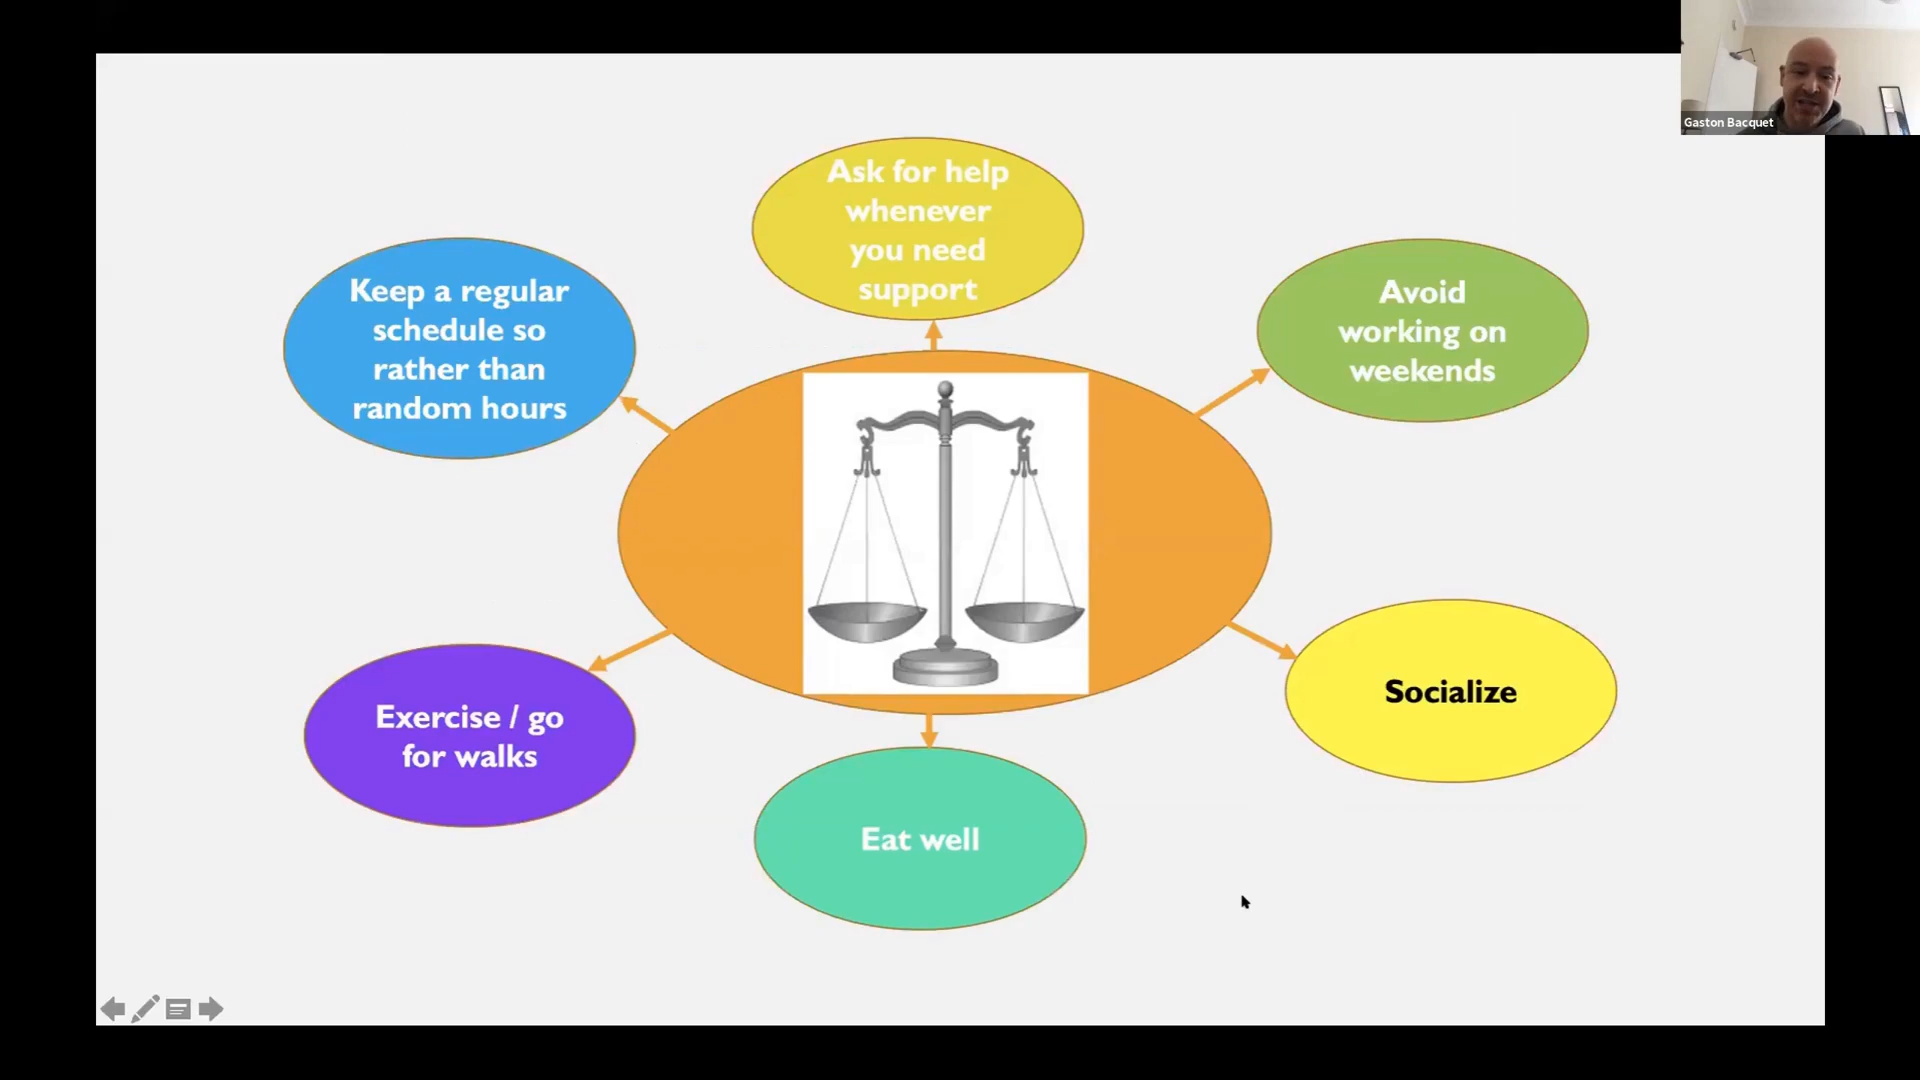 Gaston Bacquet
Ask for help
whenever
you need
support
Keep a regular
schedule so
rather than
random hours
Avoid
working on
weekends
Exercise / go
for walks
Socialize
Eat well